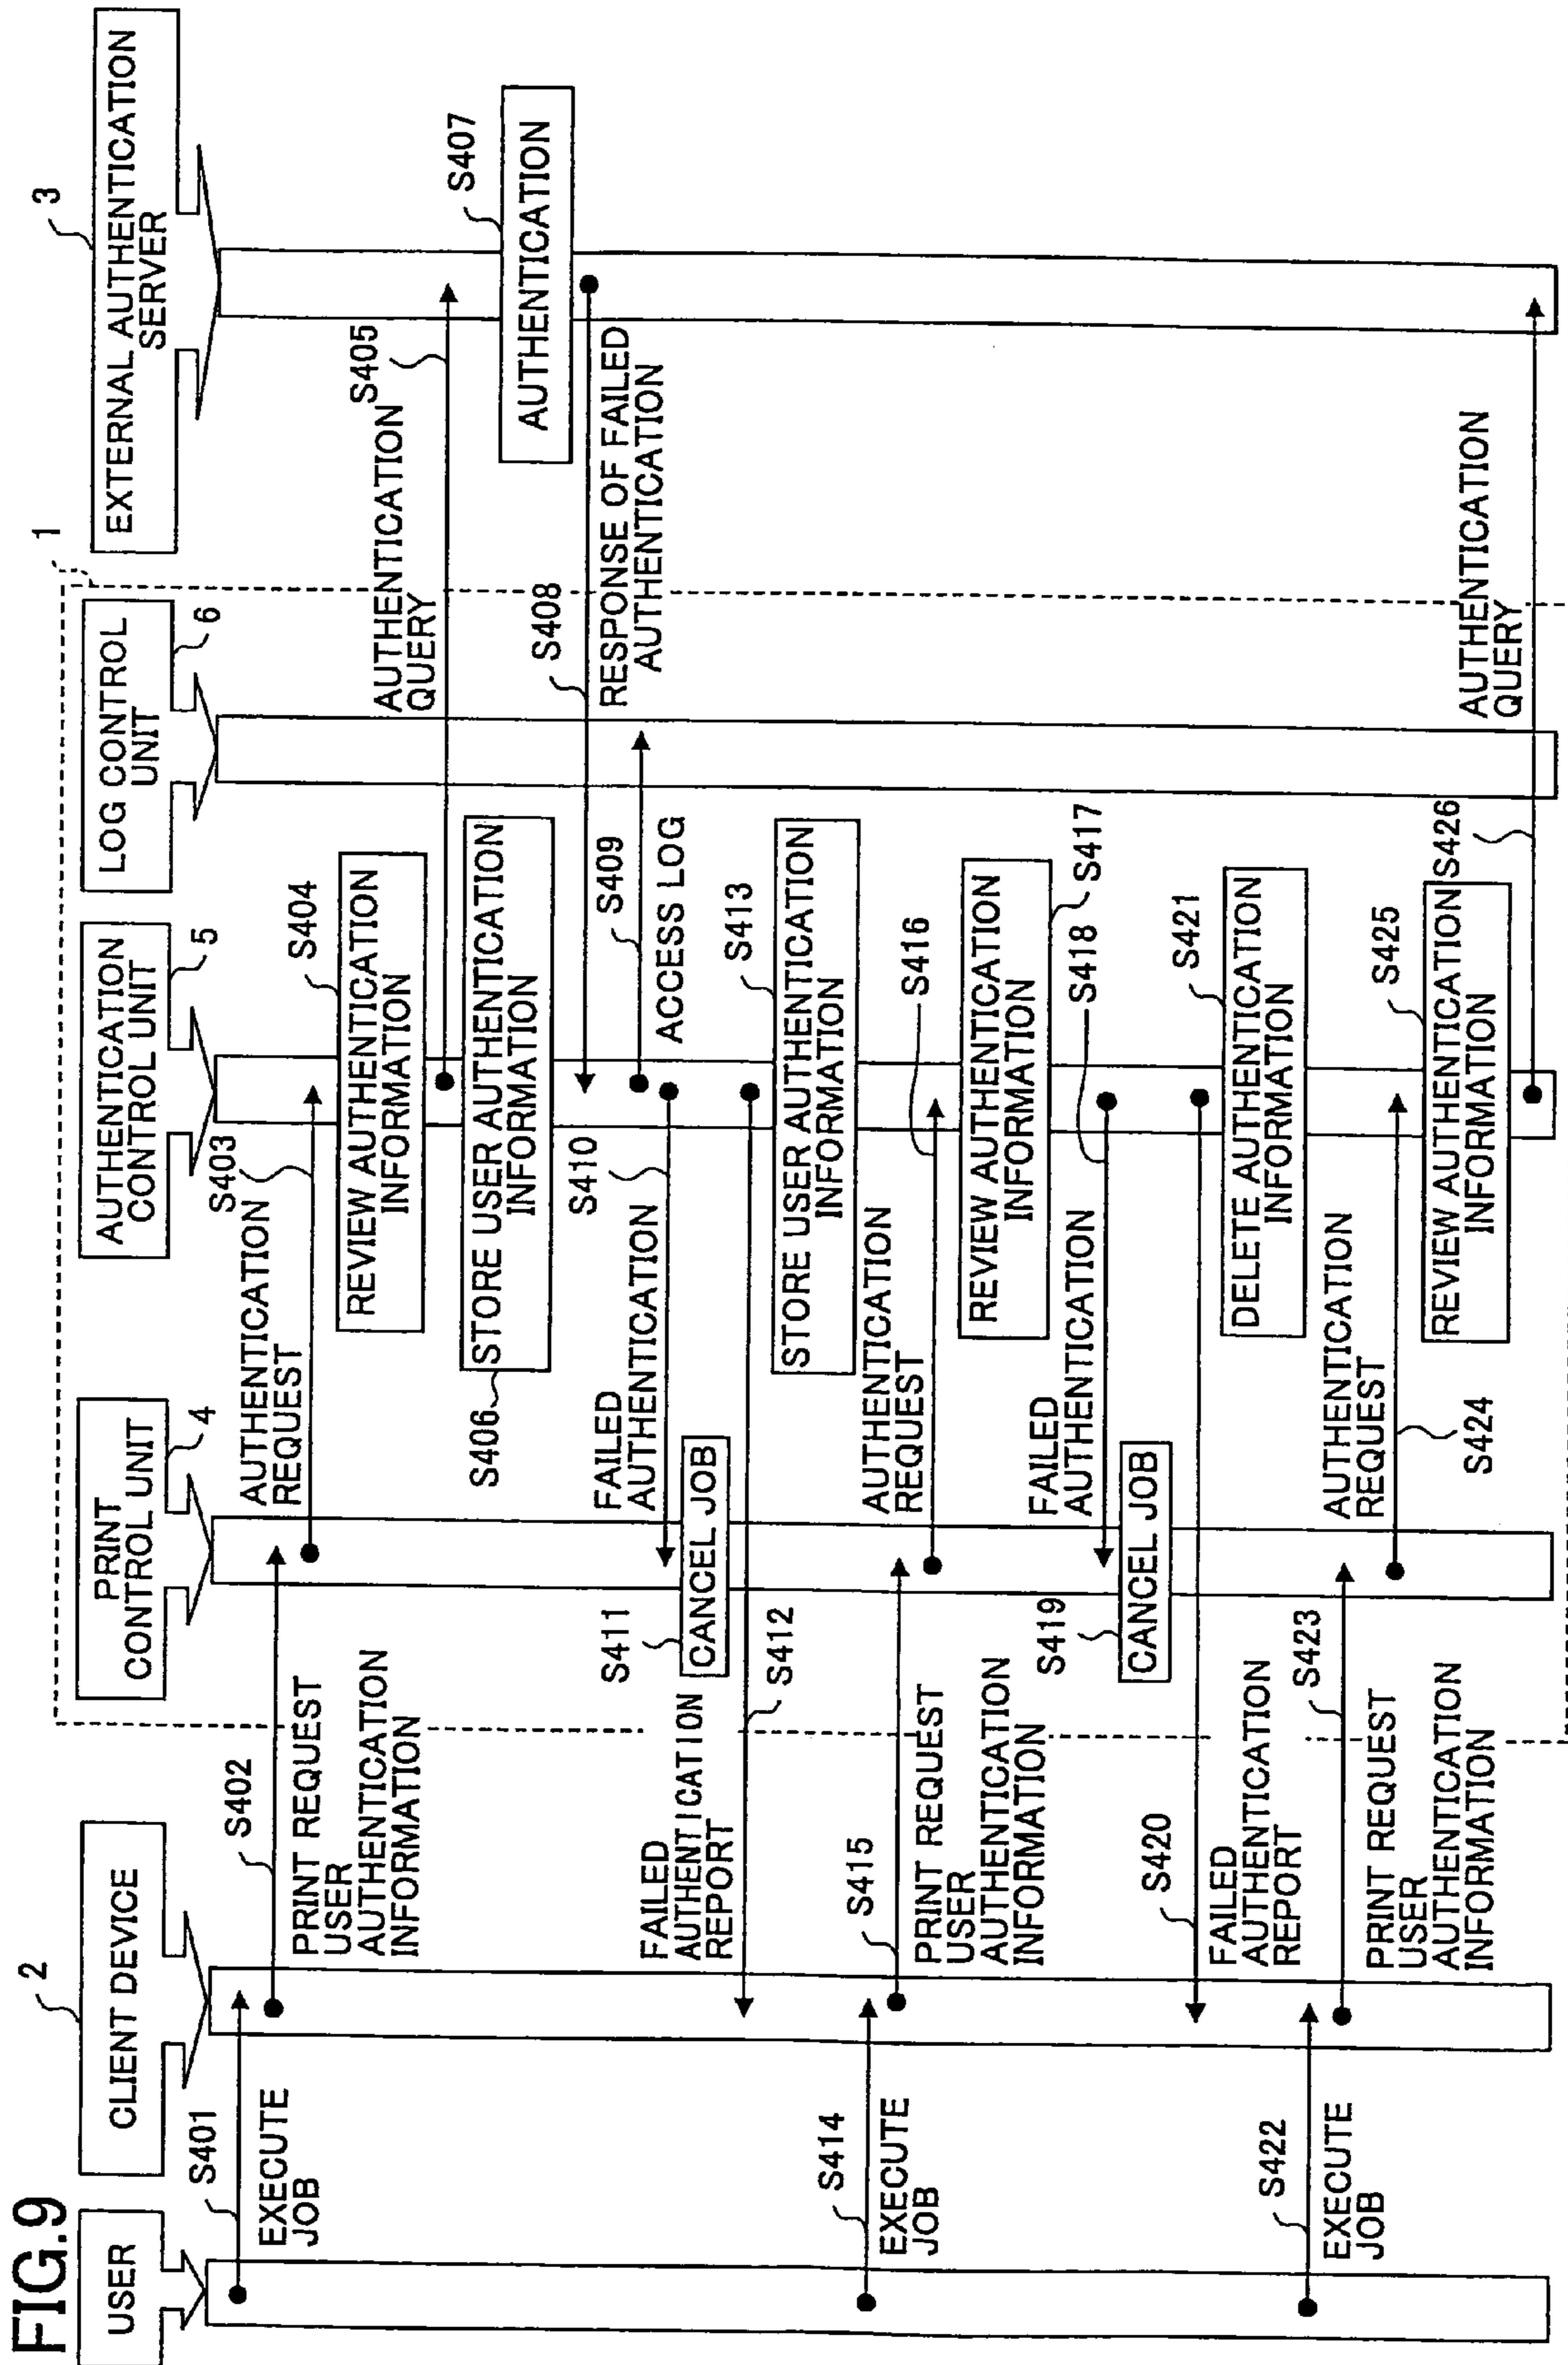 FIG.9
USER
2
CLIENT DEVICE
1
PRINT
CONTROL UNIT
4
AUTHENTICATION
CONTROL UNIT
5
LOG CONTROL
UNIT
6
3
EXTERNAL AUTHENTICATION
SERVER
S401
EXECUTE
JOB
S402
PRINT REQUEST
USER
AUTHENTICATION
INFORMATION
S403
AUTHENTICATION
REQUEST
S404
REVIEW AUTHENTICATION
INFORMATION
S405
AUTHENTICATION
QUERY
S406
STORE USER AUTHENTICATION
INFORMATION
S407
AUTHENTICATION
S408
RESPONSE OF FAILED
AUTHENTICATION
S409
ACCESS LOG
S410
FAILED
AUTHENTICATION
S411
CANCEL JOB
S412
FAILED
AUTHENTICATION
REPORT
S413
STORE USER AUTHENTICATION
INFORMATION
S414
EXECUTE
JOB
S415
PRINT REQUEST
USER
AUTHENTICATION
INFORMATION
S416
AUTHENTICATION
REQUEST
S417
REVIEW AUTHENTICATION
INFORMATION
S418
FAILED
AUTHENTICATION
S419
CANCEL JOB
S420
FAILED
AUTHENTICATION
REPORT
S421
DELETE AUTHENTICATION
INFORMATION
S422
EXECUTE
JOB
S423
PRINT REQUEST
USER
AUTHENTICATION
INFORMATION
S424
AUTHENTICATION
REQUEST
S425
REVIEW AUTHENTICATION
INFORMATION
S426
AUTHENTICATION
QUERY